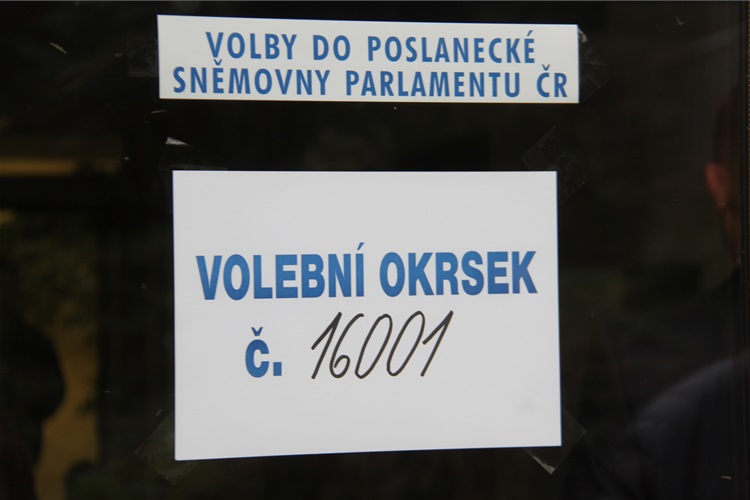 VOLBY DO POSLANECKÉ
SNĚMOVNY PARLAMENTU ČR
VOLEBNÍ OKRSEK
č. 16001